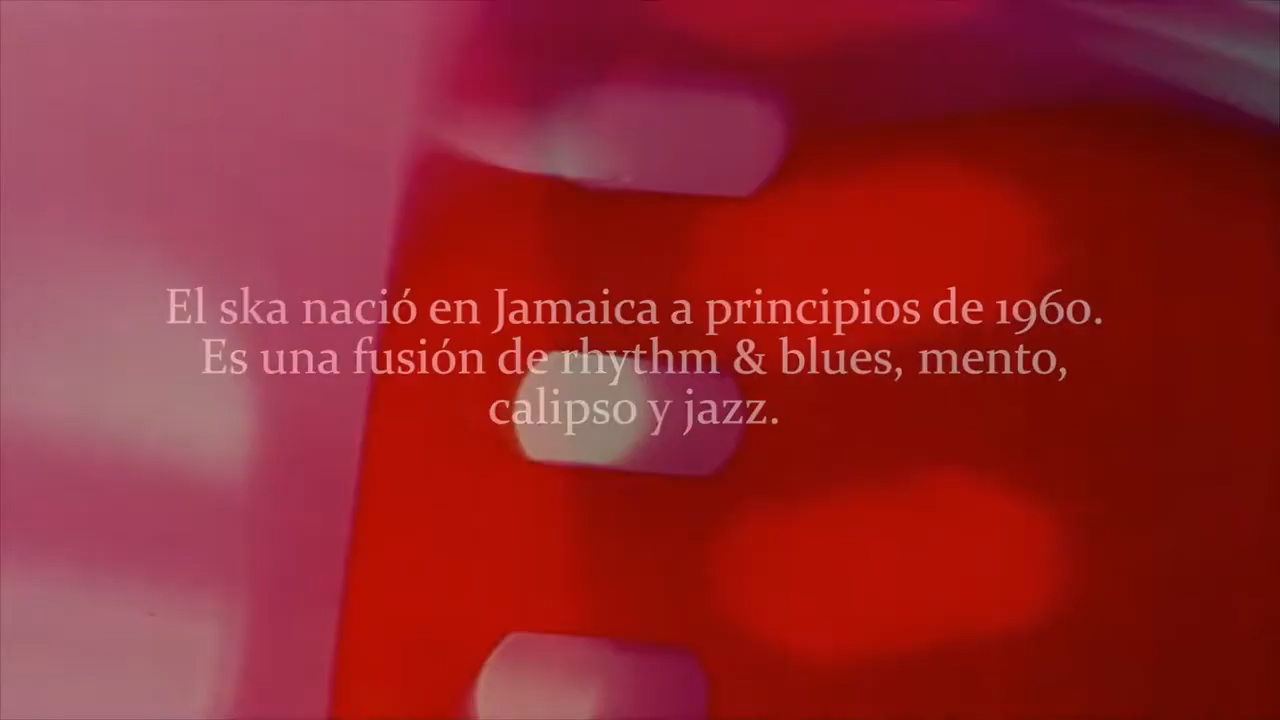 El ska nació en Jamaica a principios de 1960.
Es una fusión de rhythm & blues, mento,
calipso y jazz.